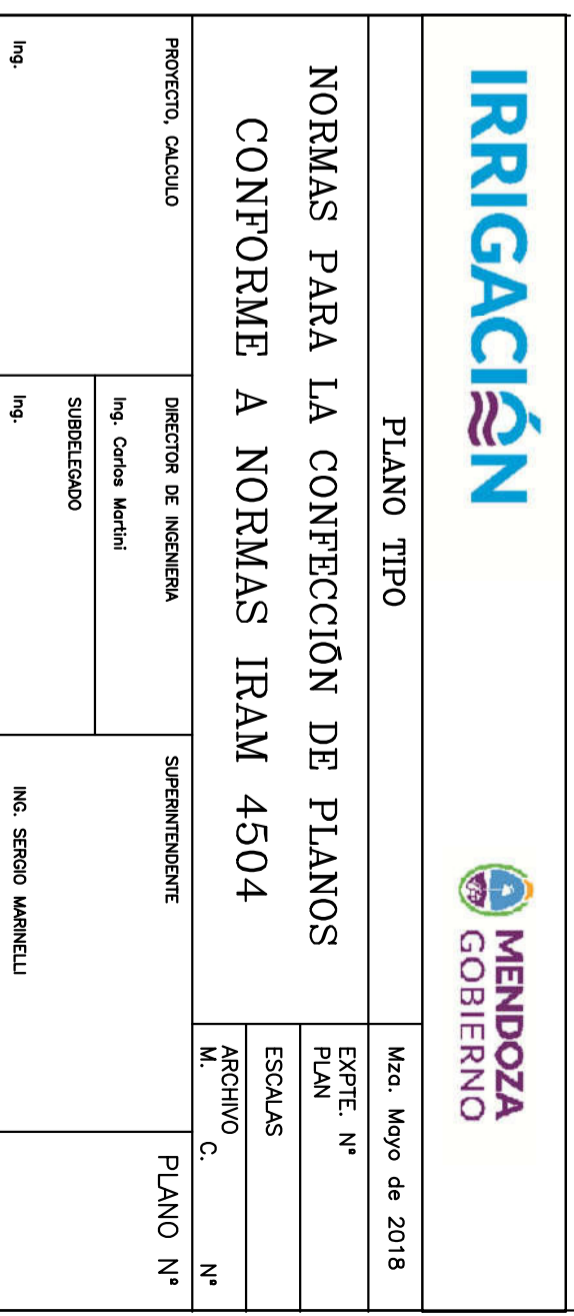 IRRIGACIÓN
MENDOZA
GOBIERNO
PLANO TIPO
Mza. Mayo de 2018
NORMAS PARA LA CONFECCIÓN DE PLANOS
CONFORME A NORMAS IRAM 4504
EXPTE. Nº
PLAN
ESCALAS
ARCHIVO
M. C. Nº
PROYECTO, CALCULO
Ing.
DIRECTOR DE INGENIERIA
Ing. Carlos Martini
SUBDELEGADO
Ing.
SUPERINTENDENTE
ING. SERGIO MARINELLI
PLANO Nº